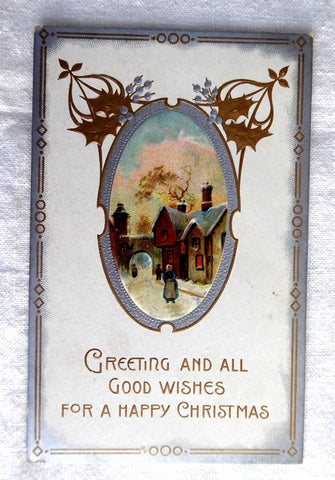 GREETING AND ALL
GOOD WISHES
FOR A HAPPY CHRISTMAS